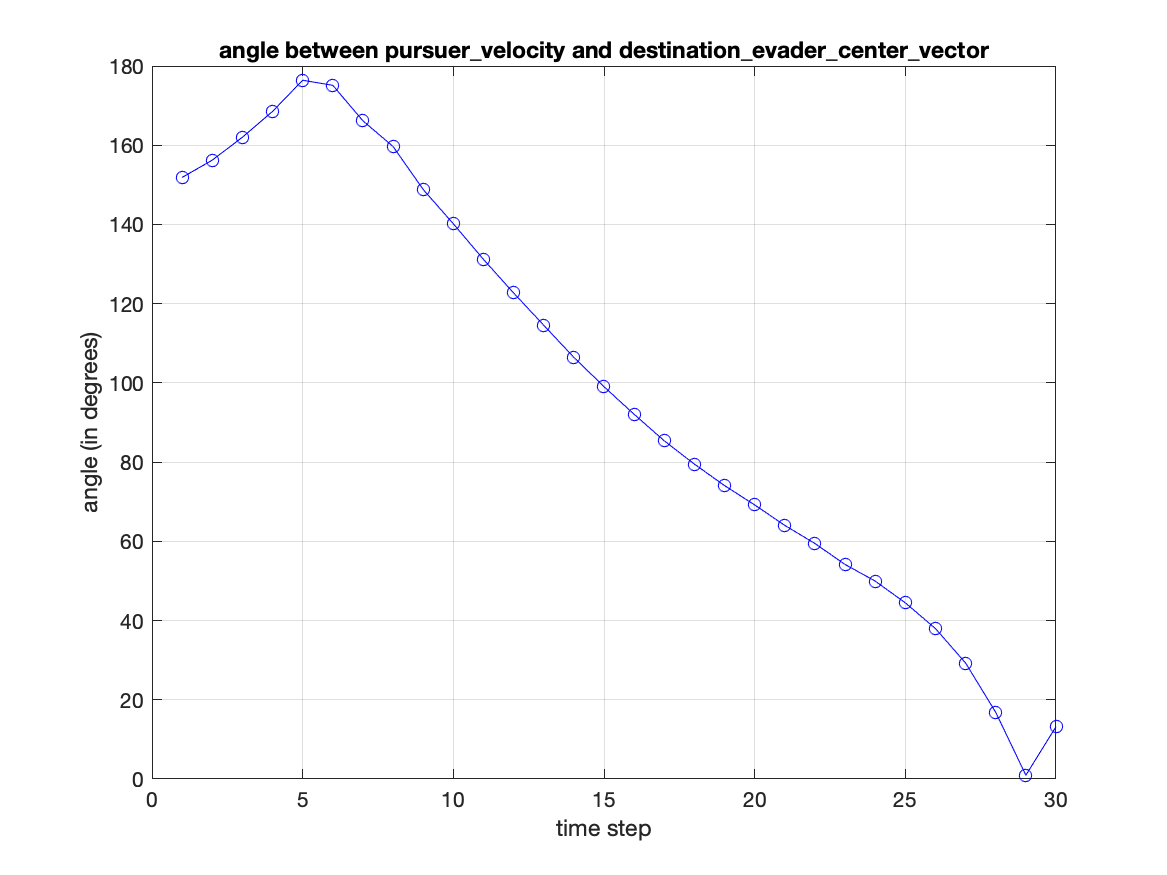 angle between pursuer_velocity and destination_evader_center_vector
180
160
140
120
100
80
60
40
20
0
angle (in degrees)
0 5 10 15 20 25 30
time step